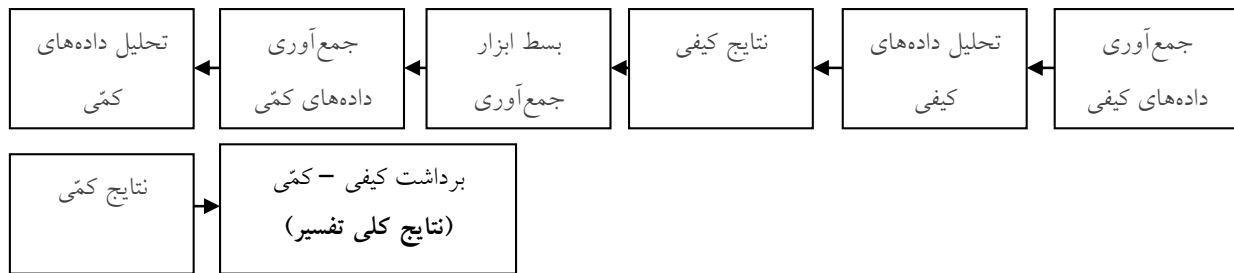 جمع‌آوری
داده‌های کیفی
تحلیل داده‌های
کیفی
نتایج کیفی
بسط ابزار
جمع‌آوری
جمع‌آوری
داده‌های کمّی
تحلیل داده‌های
کمّی
نتایج کمّی
برداشت کیفی – کمّی
(نتایج کلی تفسیر)